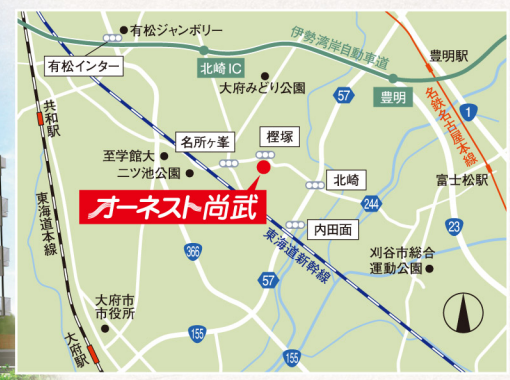 有松ジャンボリー
伊勢湾岸自動車道
豊明駅
有松インター
北崎IC
大府みどり公園
57
豊明
1
共和駅
名鉄名古屋本線
名所ヶ峯
樫塚
至学館大
二ツ池公園
北崎
富士松駅
オーネスト尚武
244
東海道本線
内田面
23
東海道新幹線
366
刈谷市総合
運動公園
57
大府市
市役所
155
大府駅
155